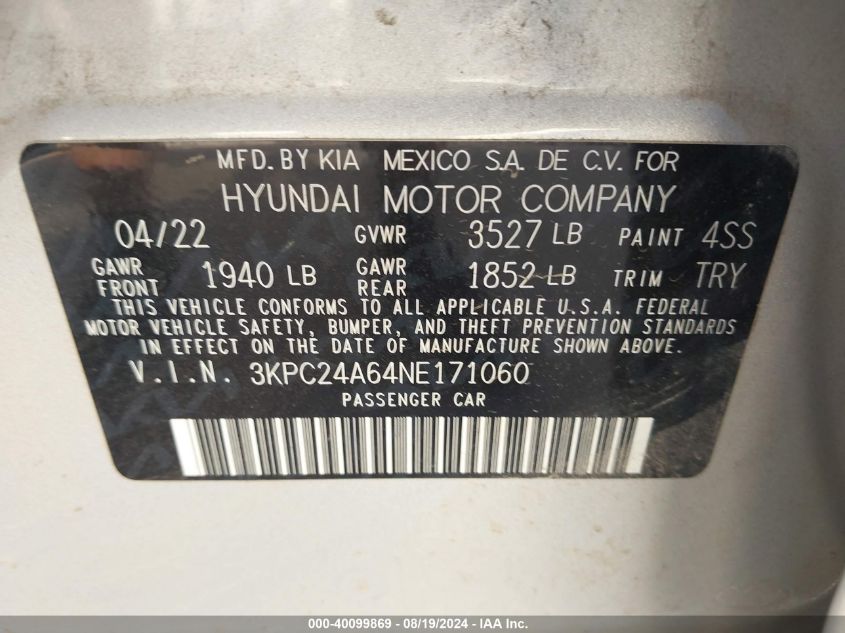 MFD. BY KIA MEXICO S.A. DE C.V. FOR
HYUNDAI MOTOR COMPANY
04/22 GVWR 3527 LB PAINT 4SS
GAWR FRONT 1940 LB GAWR REAR 1852 LB TRIM TRY
THIS VEHICLE CONFORMS TO ALL APPLICABLE U.S.A. FEDERAL
MOTOR VEHICLE SAFETY, BUMPER, AND THEFT PREVENTION STANDARDS
IN EFFECT ON THE DATE OF MANUFACTURE SHOWN ABOVE.
V.I.N. 3KPC24A64NE171060
PASSENGER CAR
000-40099869 - 08/19/2024 - IAA Inc.